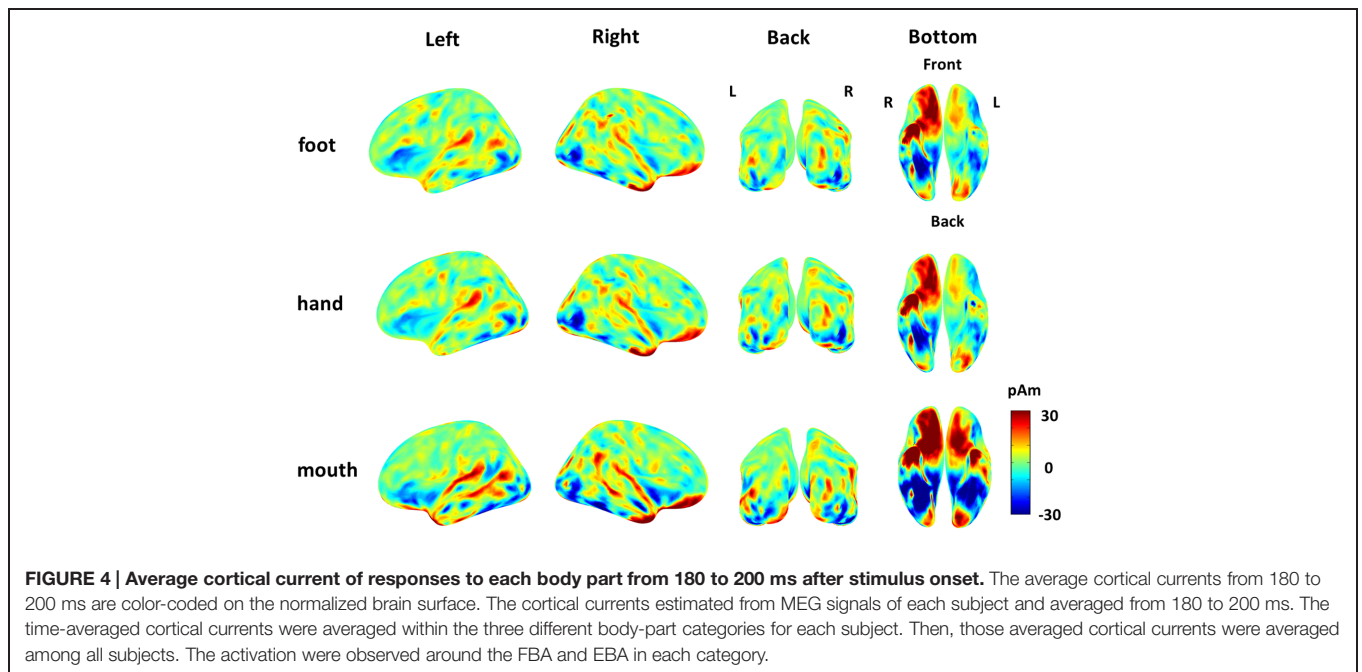 Left Right Back Bottom
Front
L R R L
foot
Back
hand
pAm
30
mouth
0
-30
FIGURE 4 | Average cortical current of responses to each body part from 180 to 200 ms after stimulus onset. The average cortical currents from 180 to
200 ms are color-coded on the normalized brain surface. The cortical currents estimated from MEG signals of each subject and averaged from 180 to 200 ms. The
time-averaged cortical currents were averaged within the three different body-part categories for each subject. Then, those averaged cortical currents were averaged
among all subjects. The activation were observed around the FBA and EBA in each category.